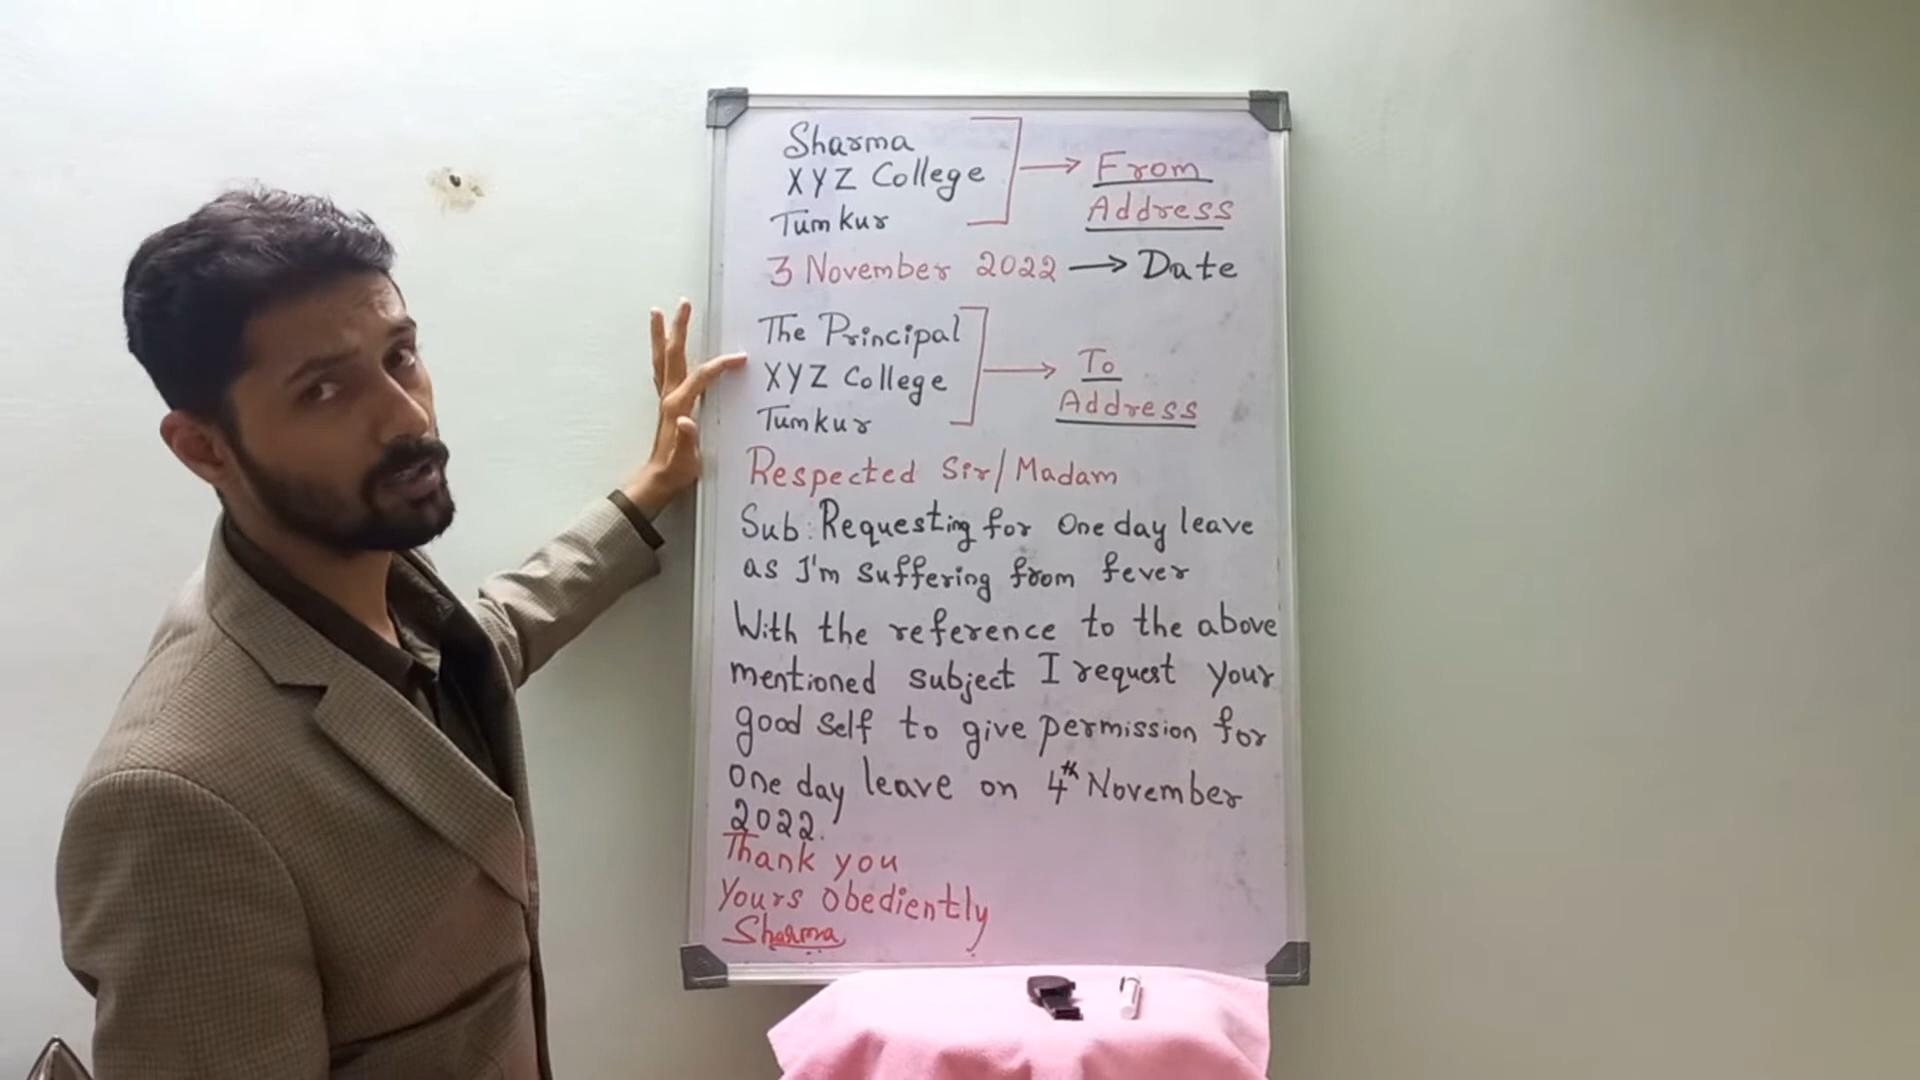 Sharma
XYZ College
Tumkur
From
Address
3 November 2022 → Date
The Principal
XYZ College
Tumkur
To
Address
Respected Sir/Madam
Sub: Requesting for One day leave
as I'm suffering from fever
With the reference to the above
mentioned subject I request your
good self to give permission for
One day leave on 4th November
2022.
Thank you
Yours Obediently
Sharma